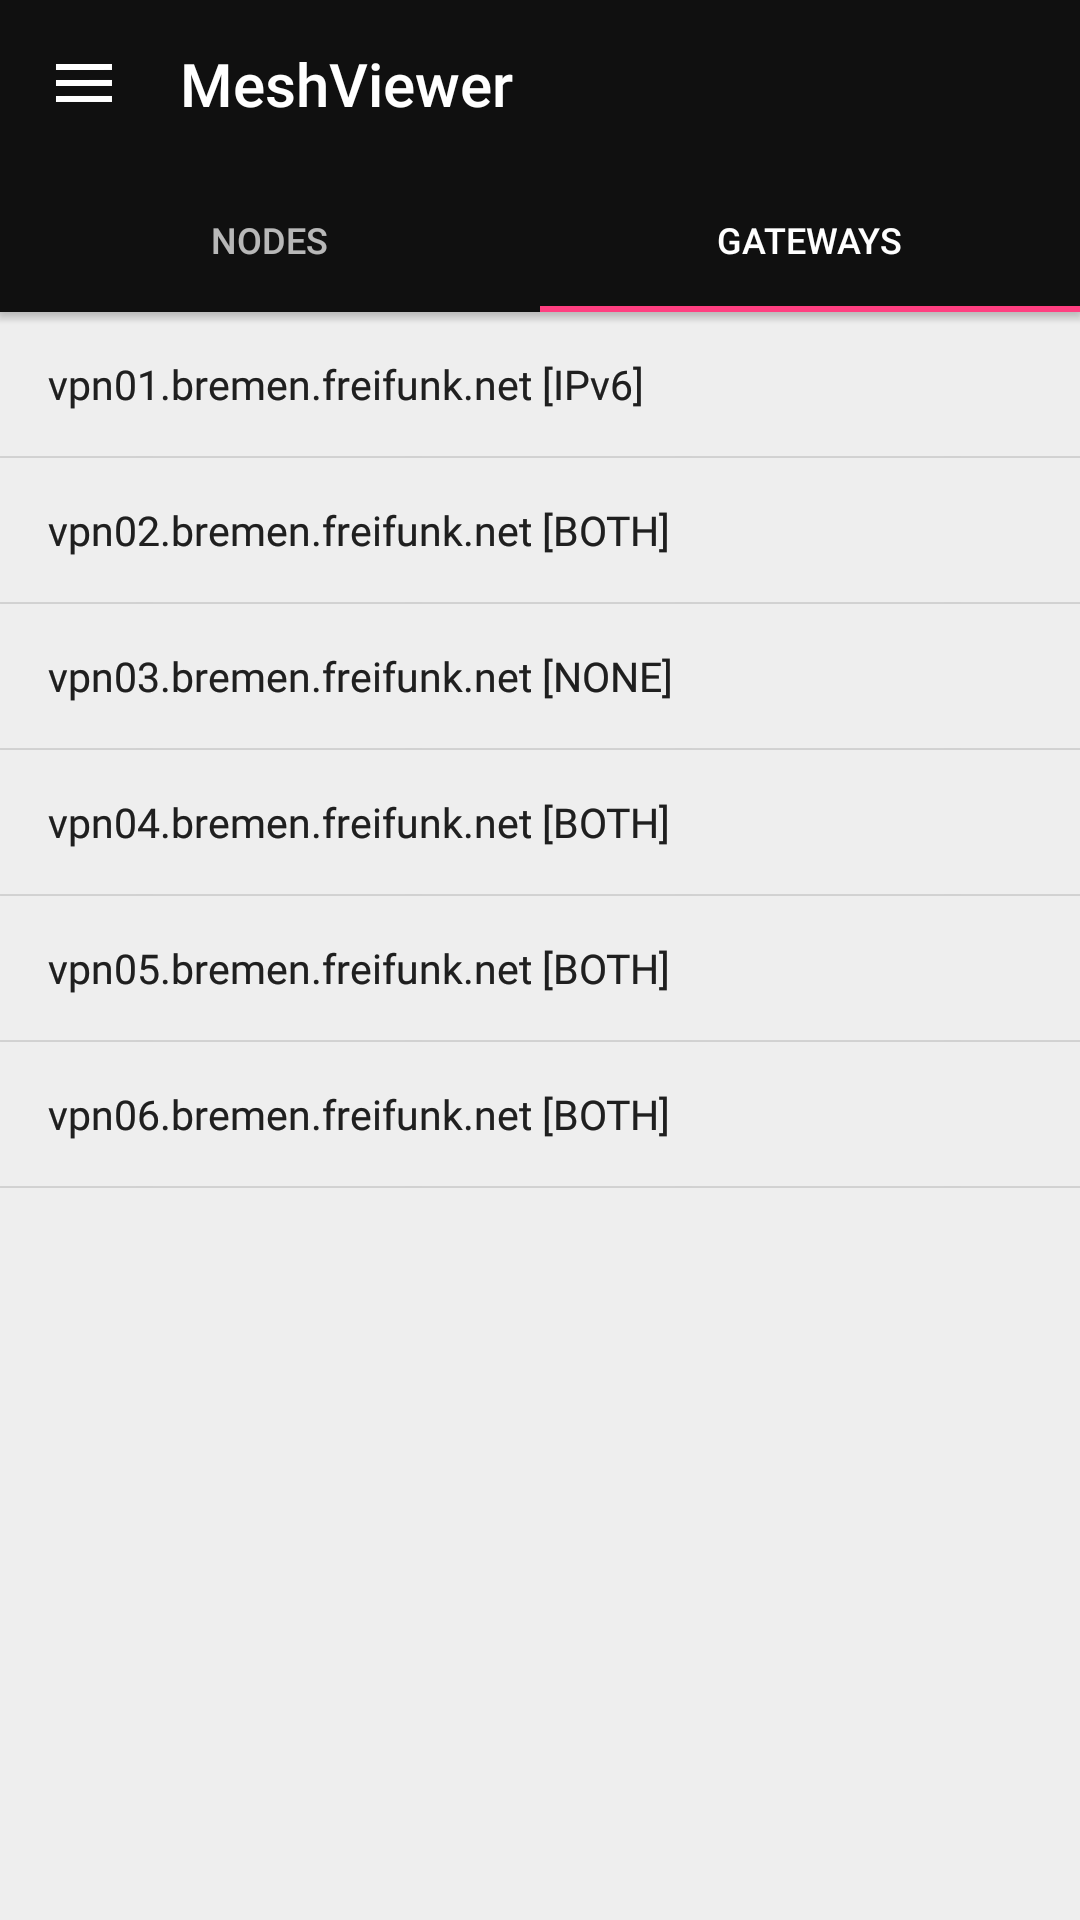 MeshViewer
NODES
GATEWAYS
vpn01.bremen.freifunk.net [IPv6]
vpn02.bremen.freifunk.net [BOTH]
vpn03.bremen.freifunk.net [NONE]
vpn04.bremen.freifunk.net [BOTH]
vpn05.bremen.freifunk.net [BOTH]
vpn06.bremen.freifunk.net [BOTH]